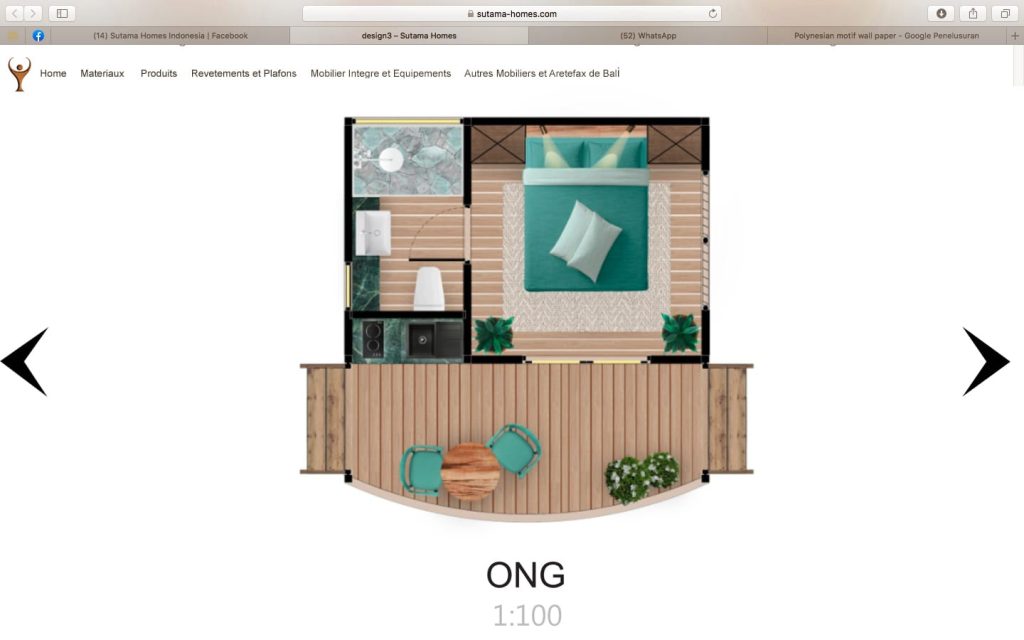 sutama-homes.com
(14) Sutama Homes Indonesia | Facebook
design3 – Sutama Homes
(52) WhatsApp
Polynesian motif wall paper - Google Penelusuran
Home Materiaux Produits Revetements et Plafons Mobilier Integre et Equipements Autres Mobiliers et Aretefax de Bali
ONG
1:100